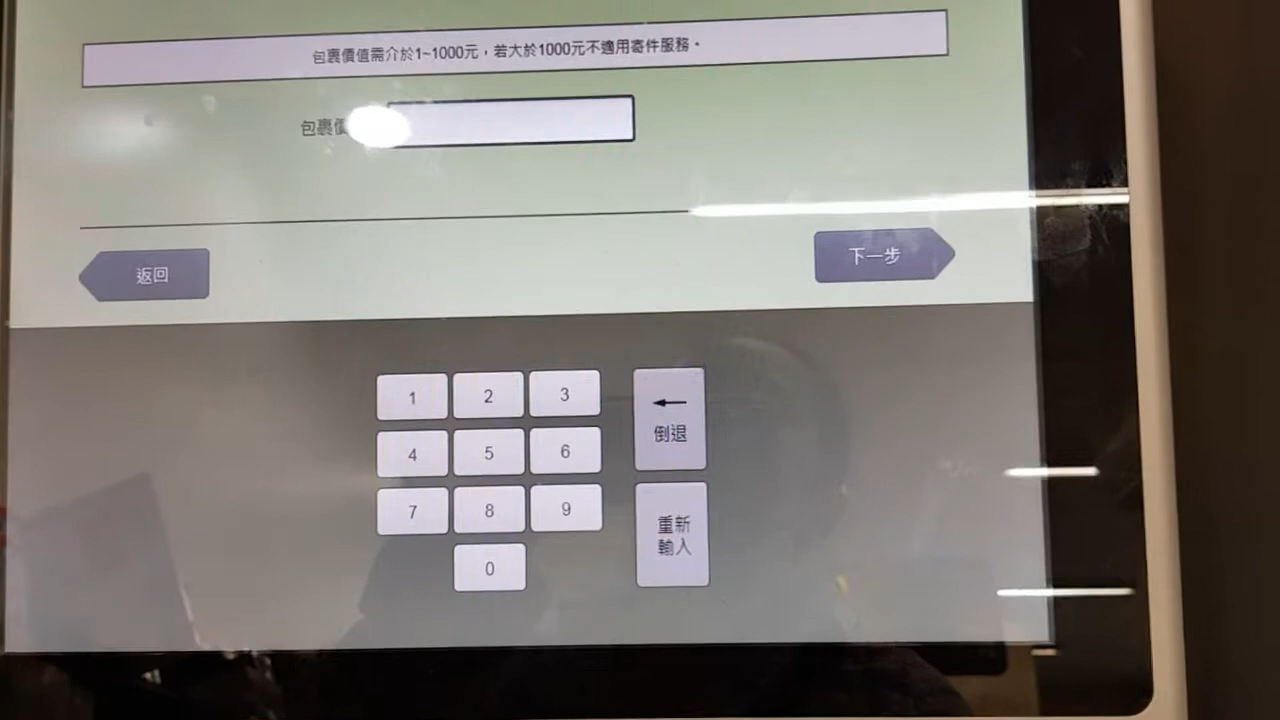 包裹價值需介於1~1000元，若大於1000元不適用寄件服務。
包裹價
返回
下一步
1 2 3
← 倒退
4 5 6
7 8 9
重新
輸入
0